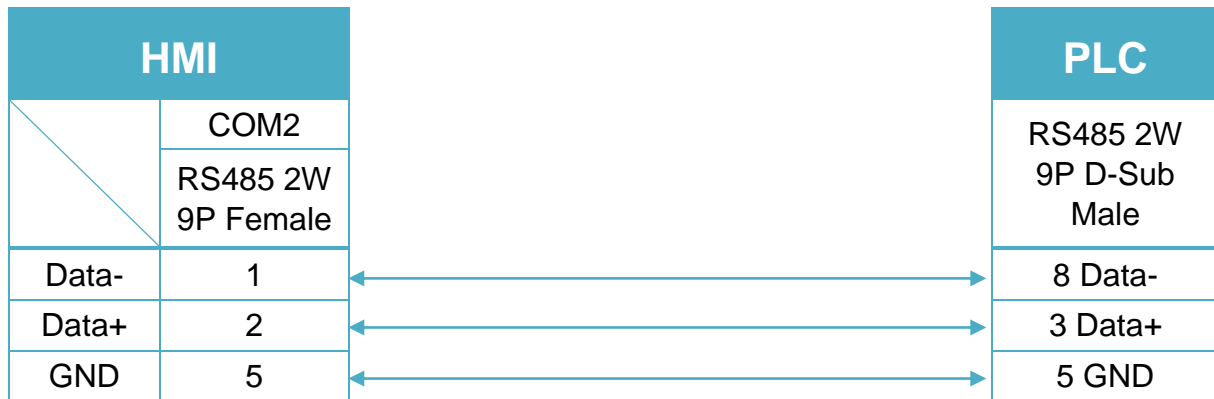 HMI
PLC
COM2
RS485 2W
9P Female
RS485 2W
9P D-Sub
Male
Data- 1 8 Data-
Data+ 2 3 Data+
GND 5 5 GND